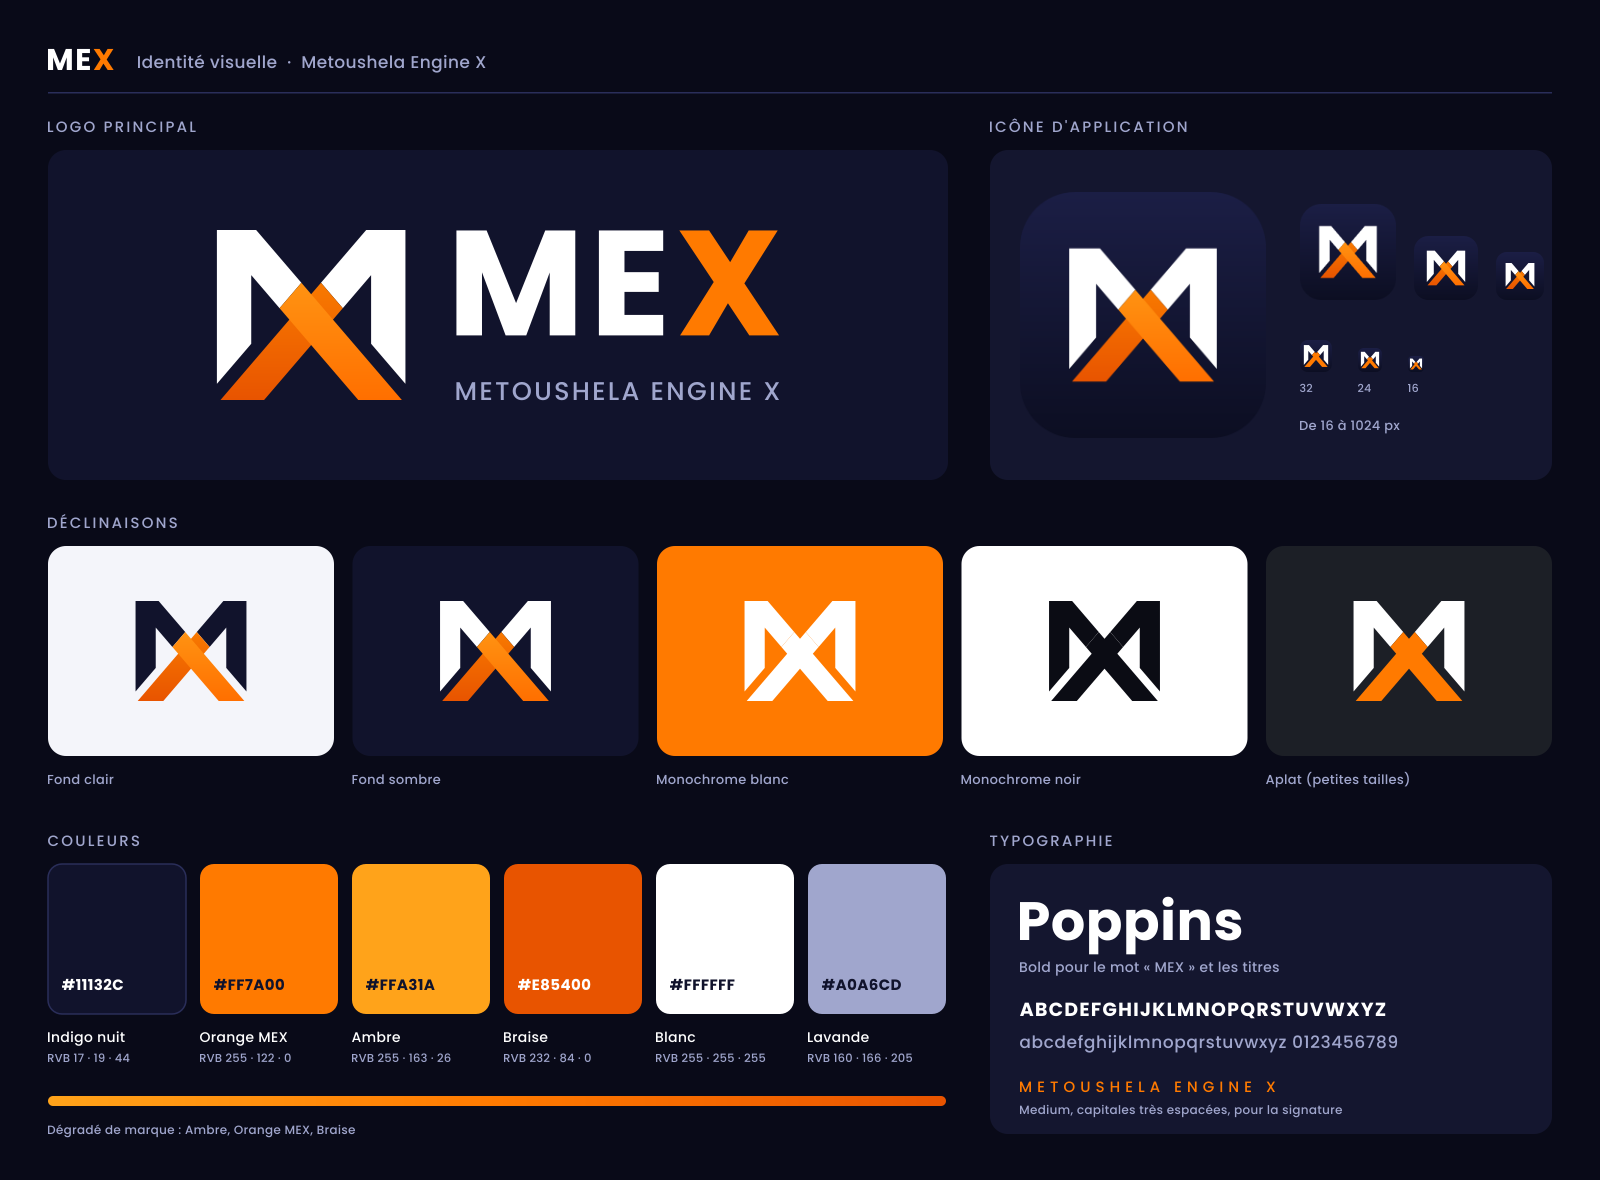 MEX Identité visuelle · Metoushela Engine X
LOGO PRINCIPAL
MEX
METOUSHELA ENGINE X
ICÔNE D'APPLICATION
32 24 16
De 16 à 1024 px
DÉCLINAISONS
Fond clair
Fond sombre
Monochrome blanc
Monochrome noir
Aplat (petites tailles)
COULEURS
#11132C
#FF7A00
#FFA31A
#E85400
#FFFFFF
#A0A6CD
Indigo nuit
RVB 17 · 19 · 44
Orange MEX
RVB 255 · 122 · 0
Ambre
RVB 255 · 163 · 26
Braise
RVB 232 · 84 · 0
Blanc
RVB 255 · 255 · 255
Lavande
RVB 160 · 166 · 205
Dégradé de marque : Ambre, Orange MEX, Braise
TYPOGRAPHIE
Poppins
Bold pour le mot « MEX » et les titres
ABCDEFGHIJKLMNOPQRSTUVWXYZ
abcdefghijklmnopqrstuvwxyz 0123456789
METOUSHELA ENGINE X
Medium, capitales très espacées, pour la signature